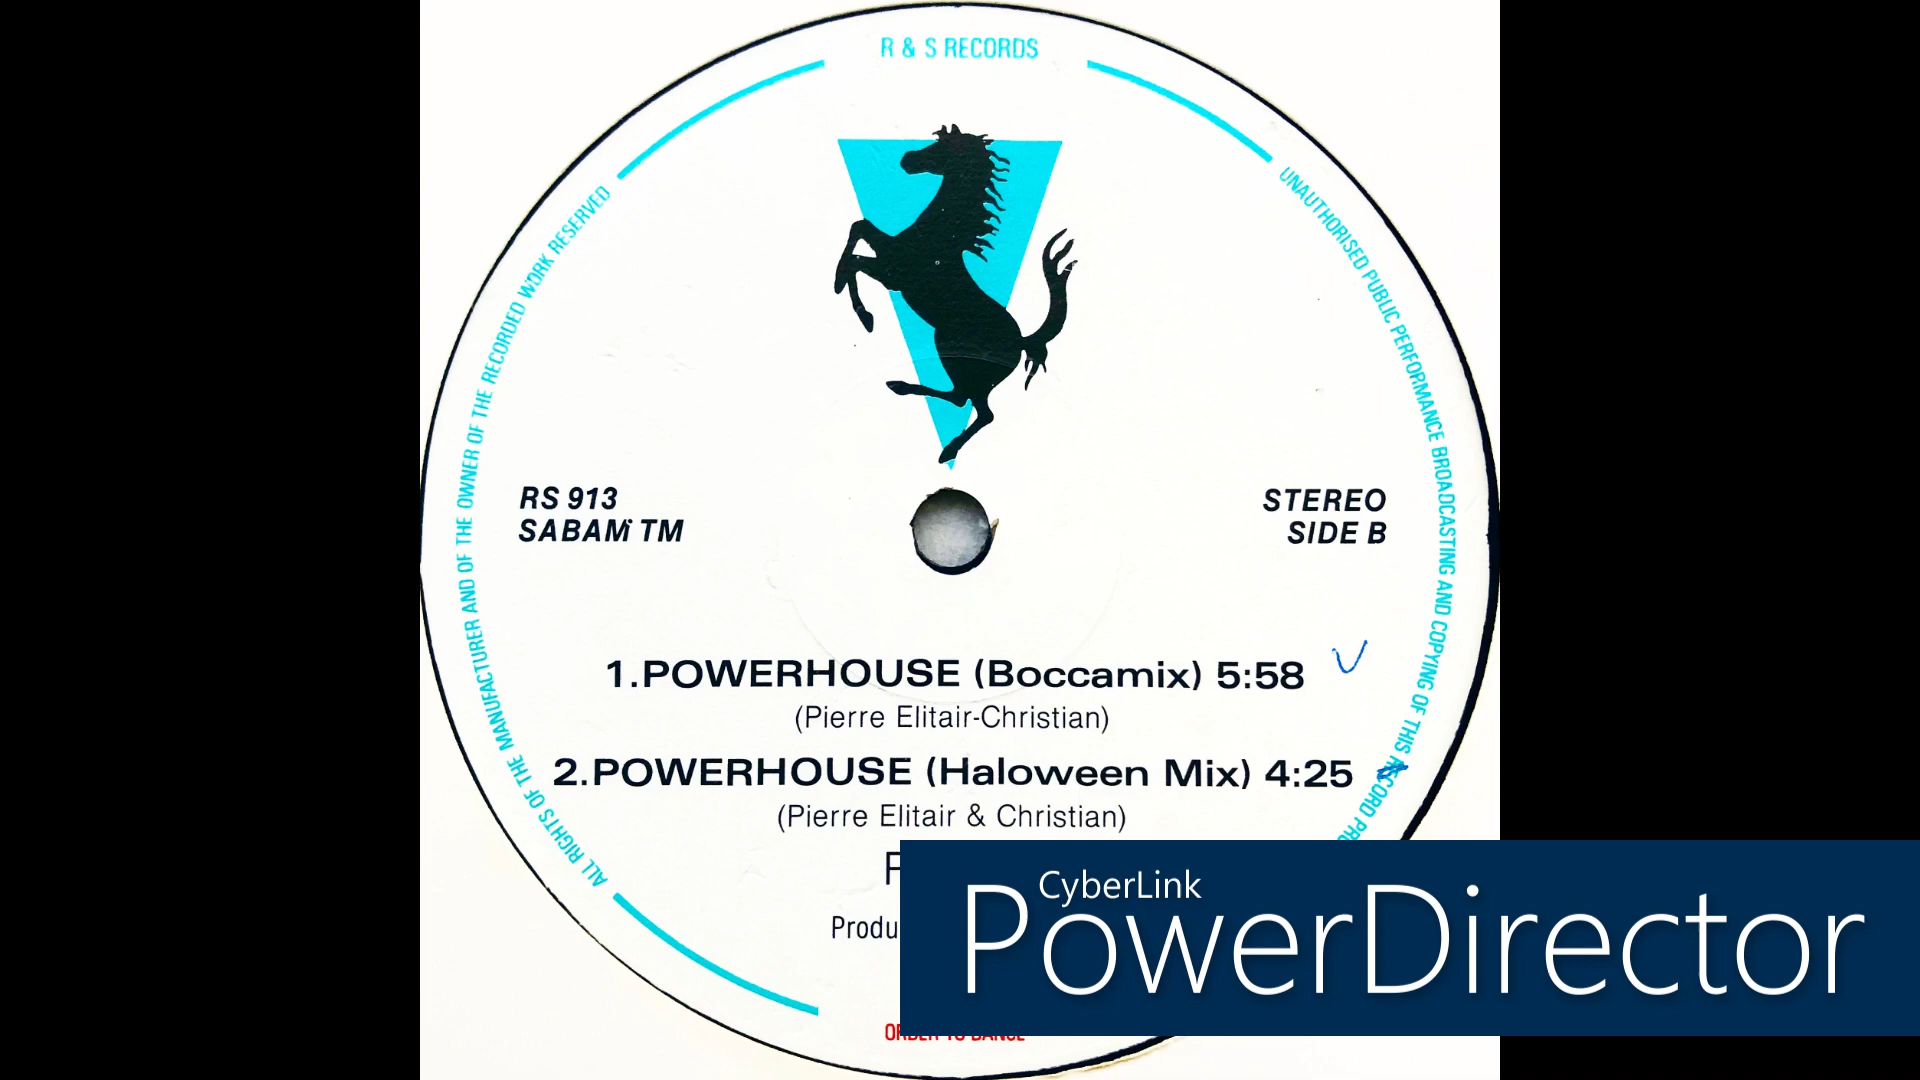 R & S RECORDS
ALL RIGHTS OF THE MANUFACTURER AND OF THE OWNER OF THE RECORDED WORK RESERVED
UNAUTHORISED PUBLIC PERFORMANCE BROADCASTING AND COPYING OF THIS RECORD
RS 913
SABAM TM
STEREO
SIDE B
1.POWERHOUSE (Boccamix) 5:58
(Pierre Elitair-Christian)
2.POWERHOUSE (Haloween Mix) 4:25
(Pierre Elitair & Christian)
CyberLink
PowerDirector